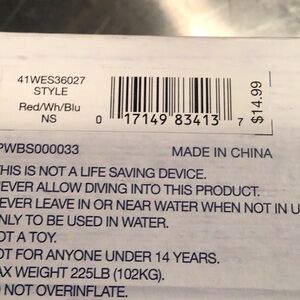 41WES36027
STYLE
Red/Wh/Blu
NS
0 17149 83413 7
$14.99
PWBS000033
MADE IN CHINA
THIS IS NOT A LIFE SAVING DEVICE.
EVER ALLOW DIVING INTO THIS PRODUCT.
EVER LEAVE IN OR NEAR WATER WHEN NOT IN U
NLY TO BE USED IN WATER.
OT A TOY.
OT FOR ANYONE UNDER 14 YEARS.
AX WEIGHT 225LB (102KG).
O NOT OVERINFLATE.